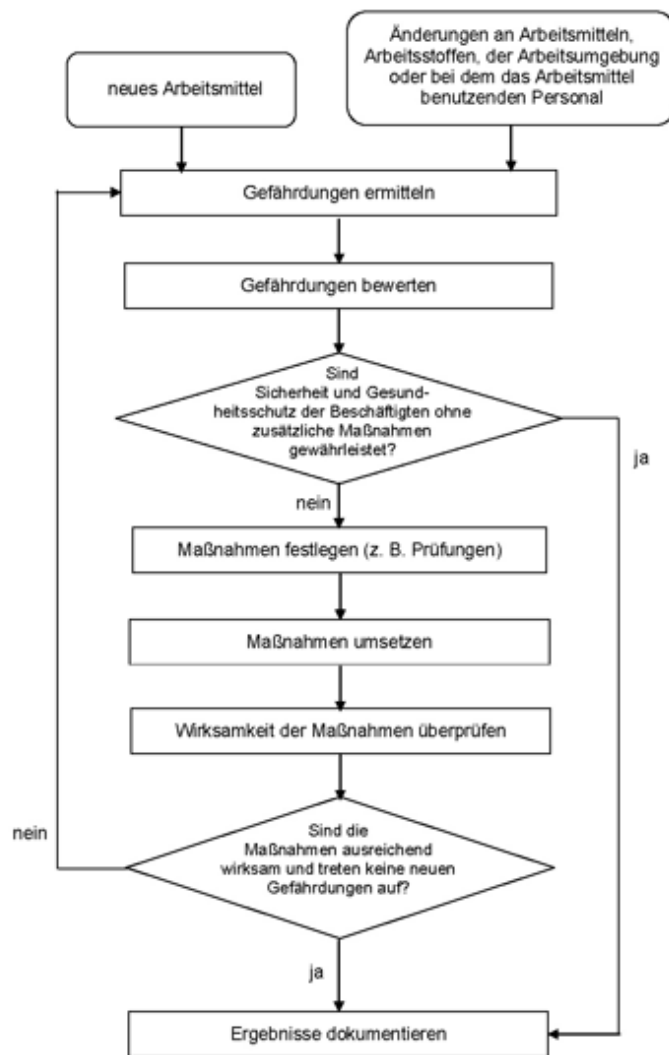 neues Arbeitsmittel
Änderungen an Arbeitsmitteln,
Arbeitsstoffen, der Arbeitsumgebung
oder bei dem das Arbeitsmittel
benutzenden Personal
Gefährdungen ermitteln
Gefährdungen bewerten
Sind
Sicherheit und Gesund-
heitsschutz der Beschäftigten ohne
zusätzliche Maßnahmen
gewährleistet?
ja
nein
Maßnahmen festlegen (z. B. Prüfungen)
Maßnahmen umsetzen
Wirksamkeit der Maßnahmen überprüfen
nein
Sind die
Maßnahmen ausreichend
wirksam und treten keine neuen
Gefährdungen auf?
ja
Ergebnisse dokumentieren